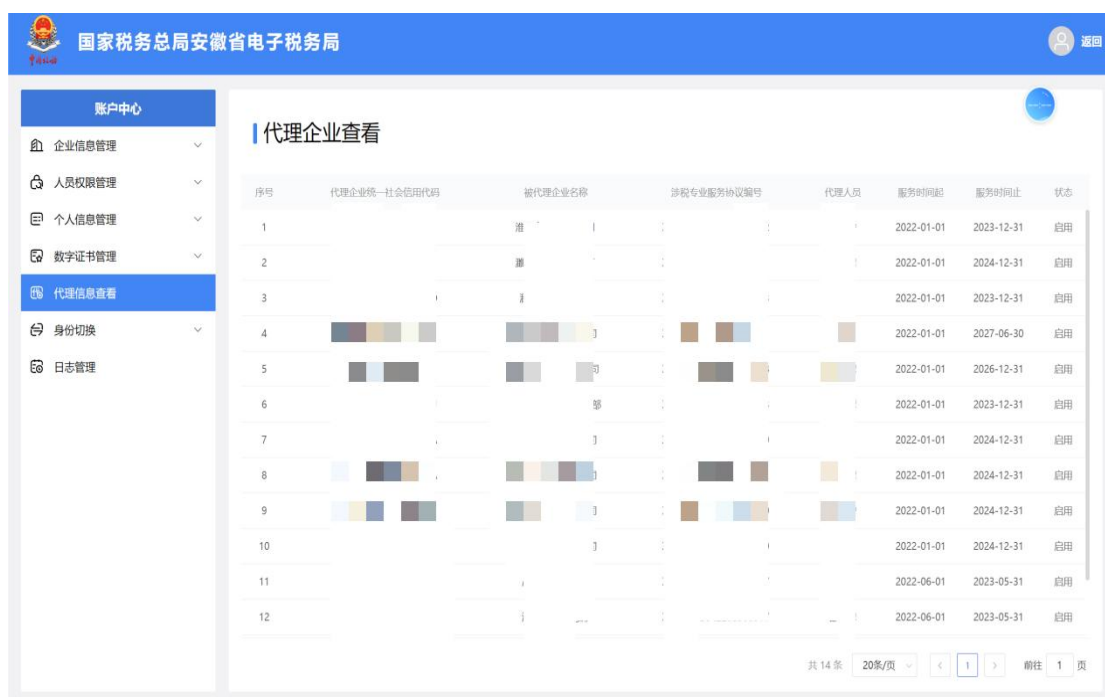 国家税务总局安徽省电子税务局
返回
账户中心
企业信息管理
人员权限管理
个人信息管理
数字证书管理
代理信息查看
身份切换
日志管理
代理企业查看
序号 代理企业统一社会信用代码 被代理企业名称 涉税专业服务协议编号 代理人员 服务时间起 服务时间止 状态
1 淮 2022-01-01 2023-12-31 启用
2 2022-01-01 2024-12-31 启用
3 2022-01-01 2023-12-31 启用
4 2022-01-01 2027-06-30 启用
5 司 2022-01-01 2026-12-31 启用
6 部 2022-01-01 2023-12-31 启用
7 2022-01-01 2024-12-31 启用
8 2022-01-01 2024-12-31 启用
9 2022-01-01 2024-12-31 启用
10 2022-01-01 2024-12-31 启用
11 2022-06-01 2023-05-31 启用
12 2022-06-01 2023-05-31 启用
共 14 条 20条/页 < 1 > 前往 1 页